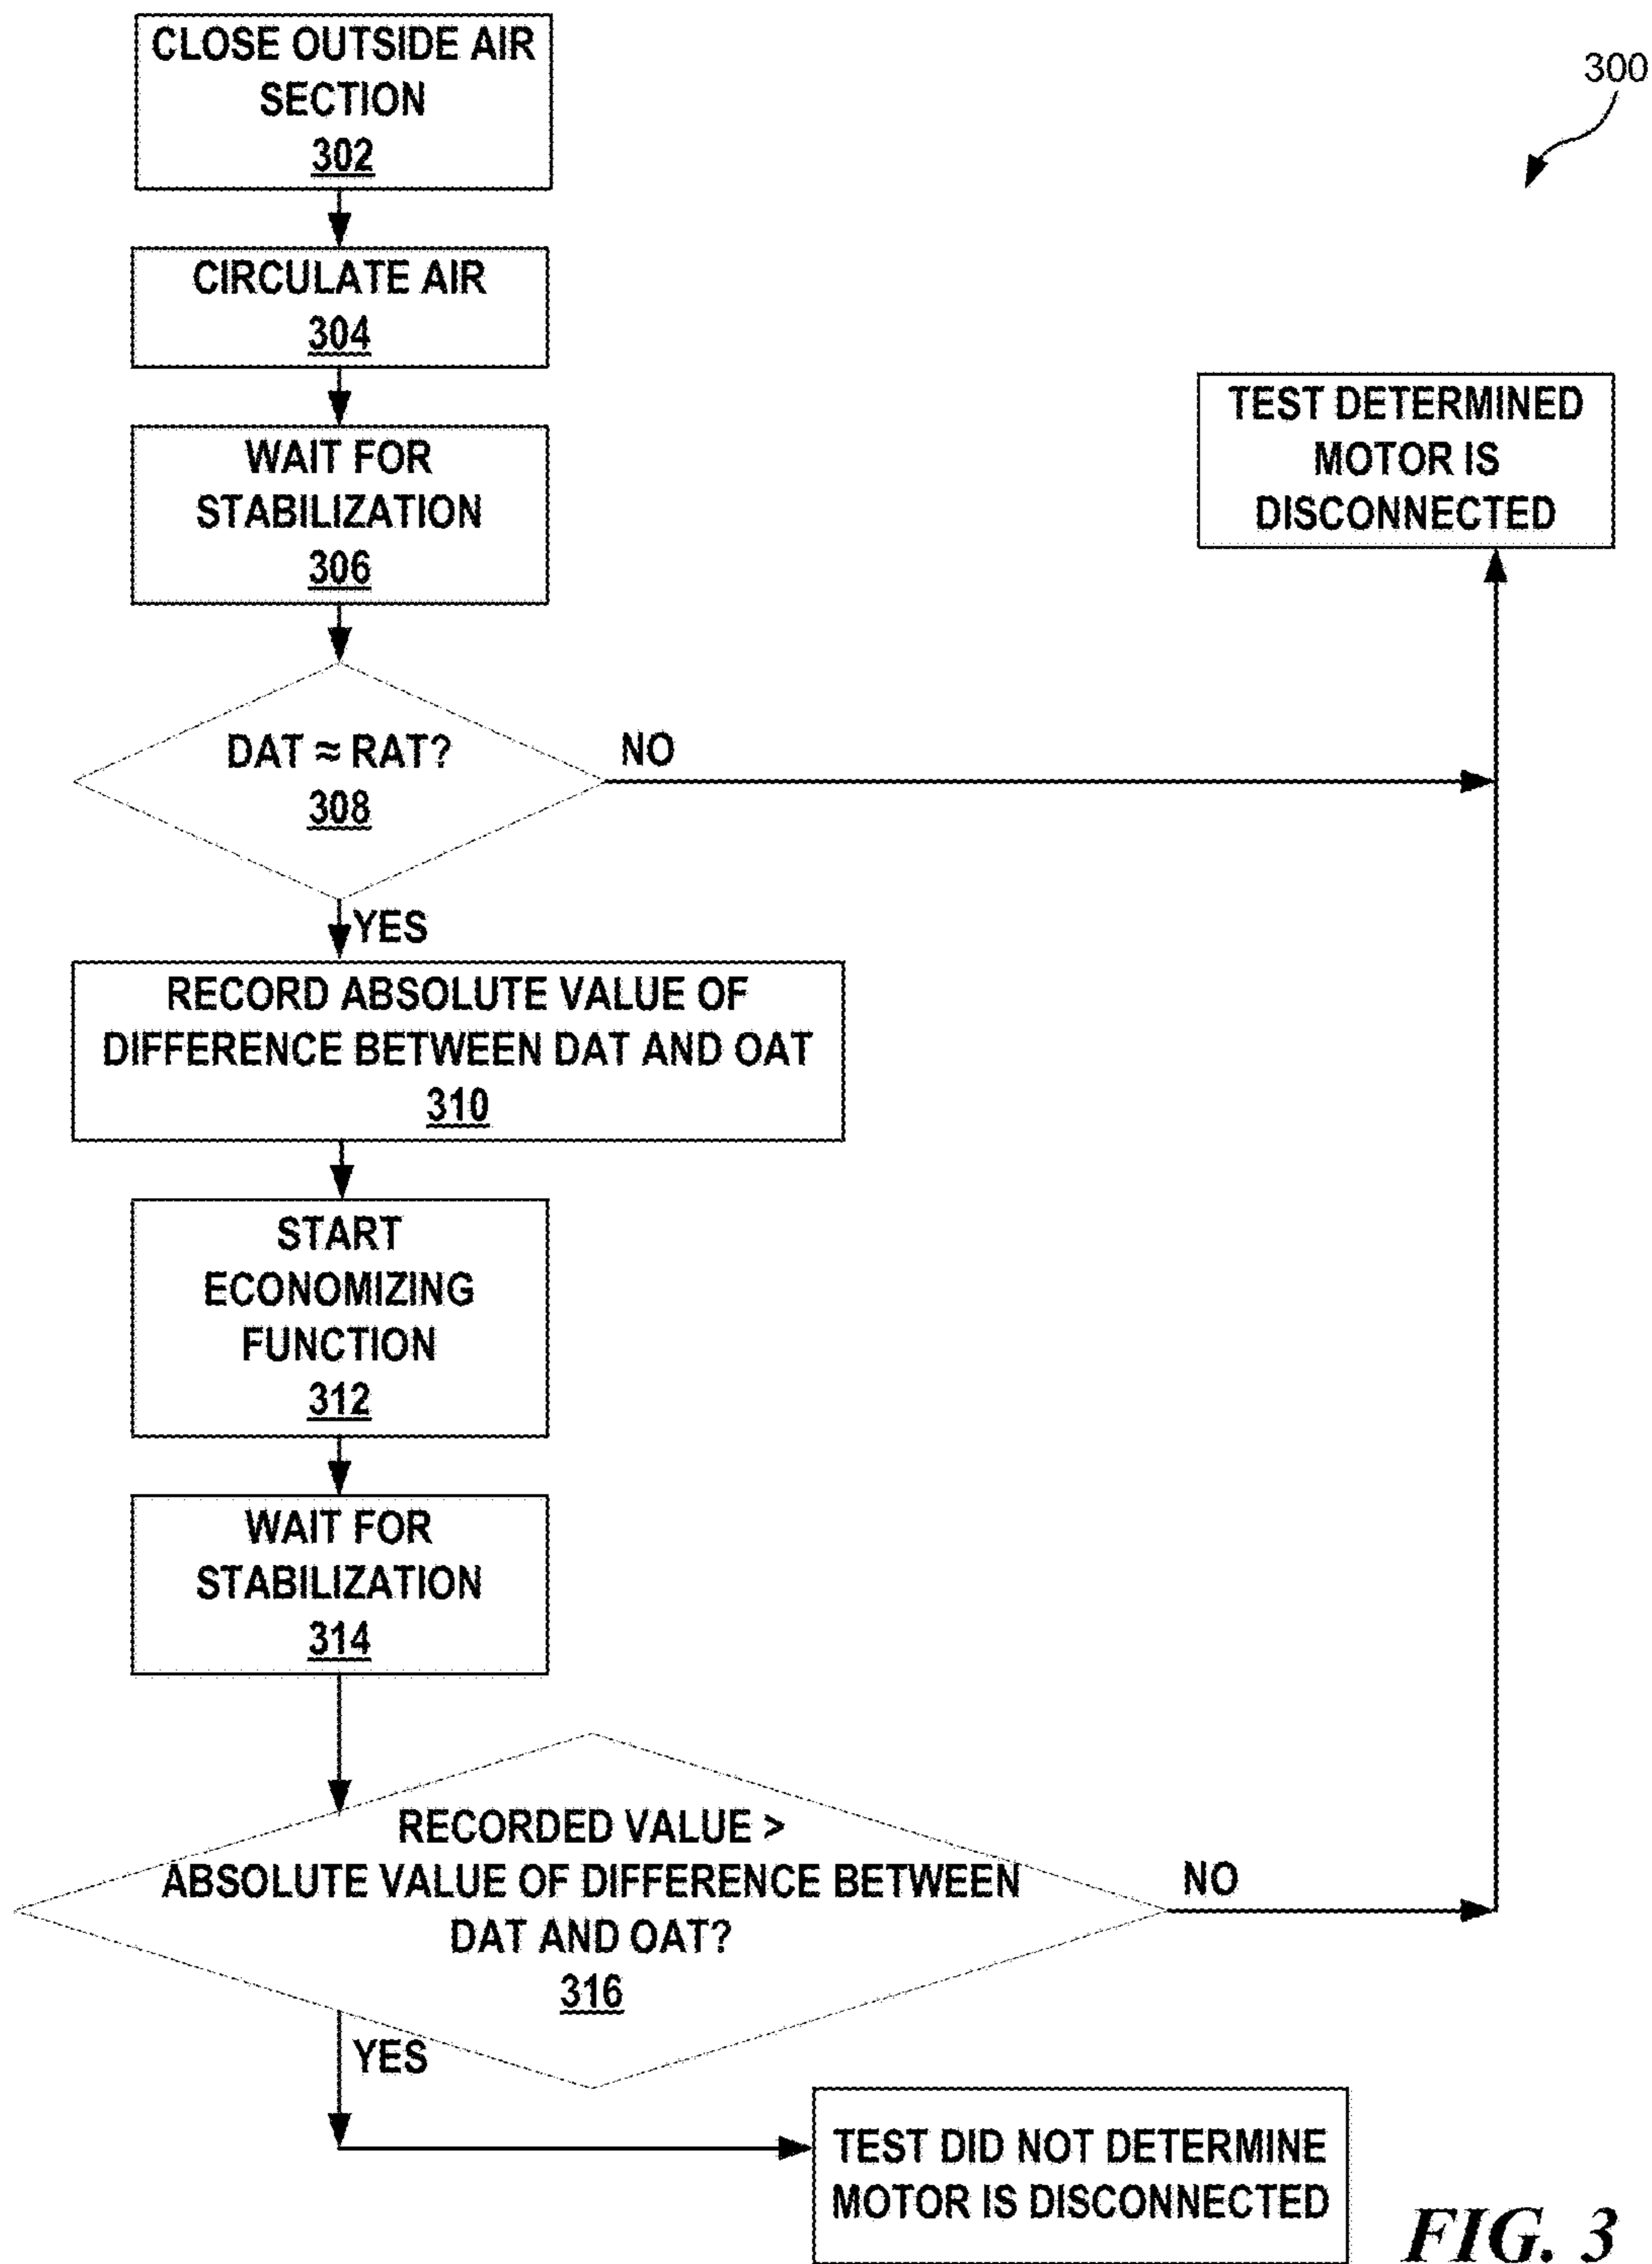 CLOSE OUTSIDE AIR
SECTION
302
300
CIRCULATE AIR
304
WAIT FOR
STABILIZATION
306
TEST DETERMINED
MOTOR IS
DISCONNECTED
DAT ≈ RAT?
308
NO
YES
RECORD ABSOLUTE VALUE OF
DIFFERENCE BETWEEN DAT AND OAT
310
START
ECONOMIZING
FUNCTION
312
WAIT FOR
STABILIZATION
314
RECORDED VALUE >
ABSOLUTE VALUE OF DIFFERENCE BETWEEN
DAT AND OAT?
316
NO
YES
TEST DID NOT DETERMINE
MOTOR IS DISCONNECTED
FIG. 3